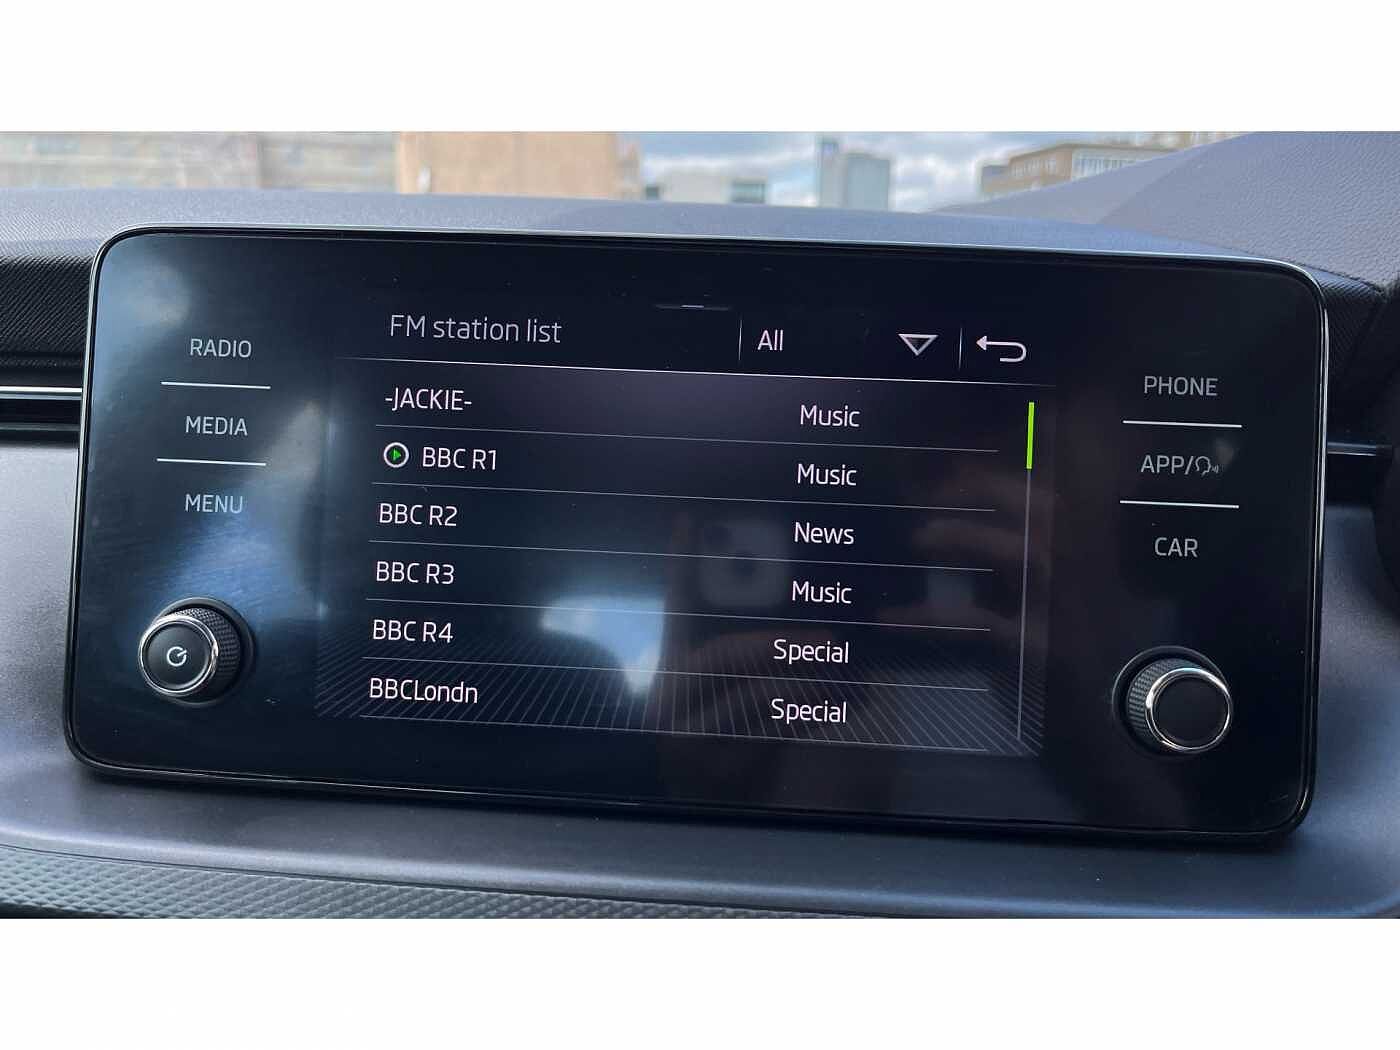 FM station list All
RADIO
MEDIA
MENU
-JACKIE- Music
BBC R1 Music
BBC R2 News
BBC R3 Music
BBC R4 Special
BBCLondn Special
PHONE
APP/
CAR